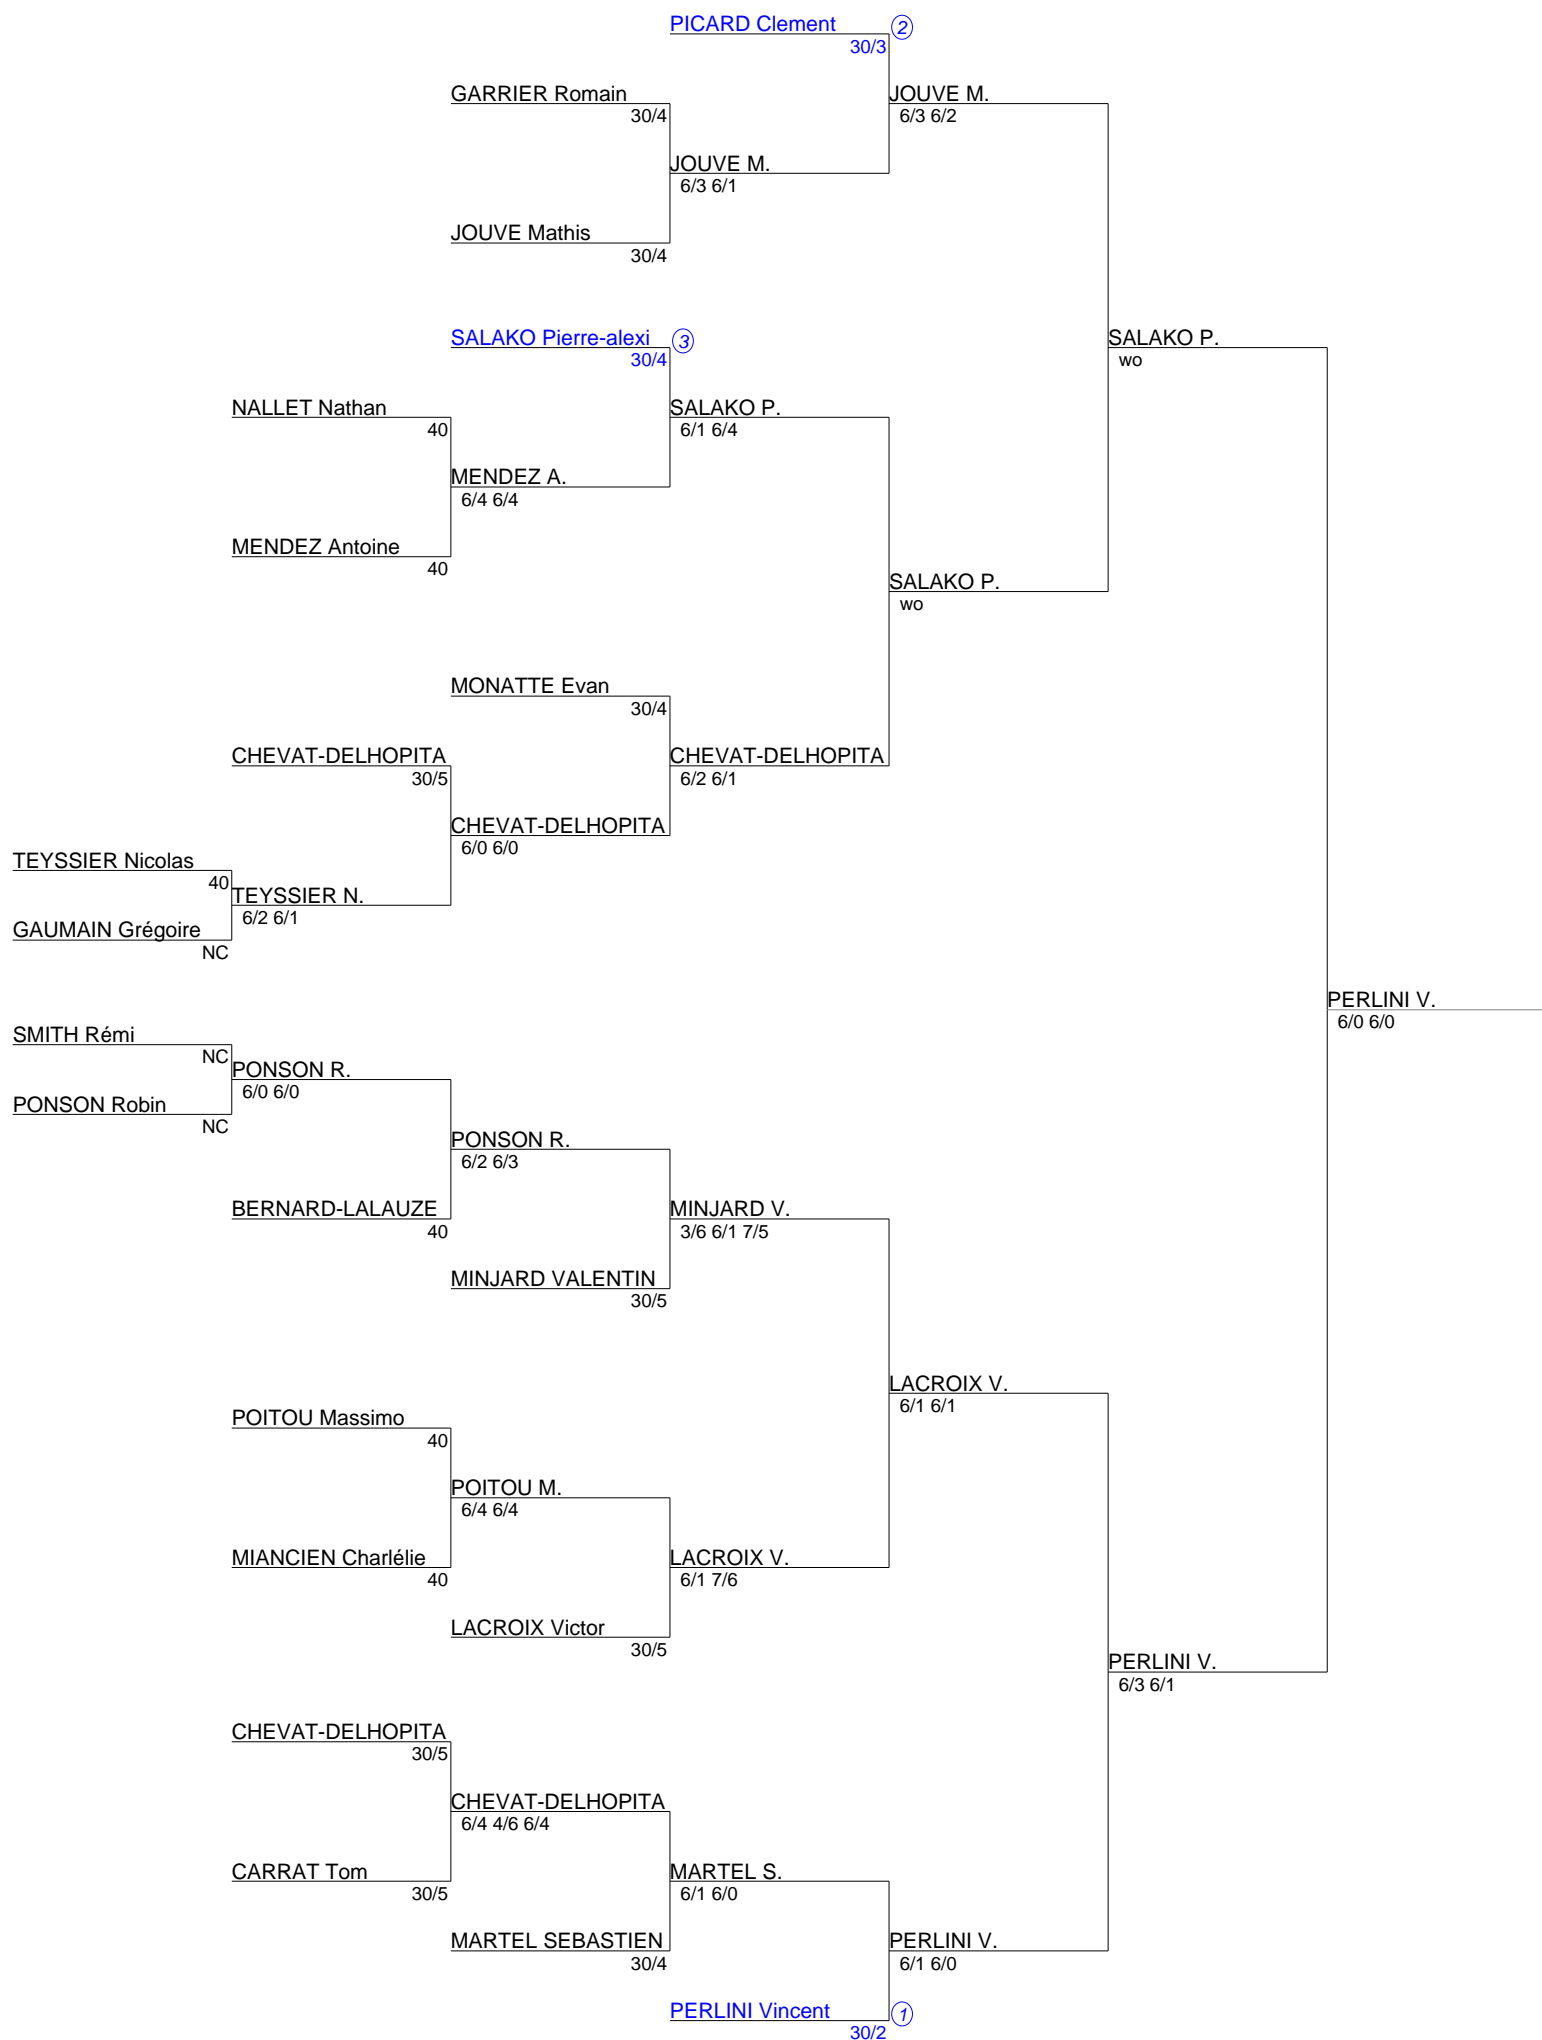 PICARD Clement
2
30/3
GARRIER Romain
30/4
JOUVE M.
6/3 6/2
JOUVE M.
6/3 6/1
JOUVE Mathis
30/4
SALAKO Pierre-alexi
3
30/4
SALAKO P.
wo
NALLET Nathan
40
SALAKO P.
6/1 6/4
MENDEZ A.
6/4 6/4
MENDEZ Antoine
40
SALAKO P.
wo
MONATTE Evan
30/4
CHEVAT-DELHOPITA
30/5
CHEVAT-DELHOPITA
6/2 6/1
CHEVAT-DELHOPITA
6/0 6/0
TEYSSIER Nicolas
40
TEYSSIER N.
6/2 6/1
GAUMAIN Grégoire
NC
PERLINI V.
6/0 6/0
SMITH Rémi
NC
PONSON R.
6/0 6/0
PONSON Robin
NC
PONSON R.
6/2 6/3
BERNARD-LALAUZE
40
MINJARD V.
3/6 6/1 7/5
MINJARD VALENTIN
30/5
LACROIX V.
6/1 6/1
POITOU Massimo
40
POITOU M.
6/4 6/4
MIANCIEN Charlélie
40
LACROIX V.
6/1 7/6
LACROIX Victor
30/5
PERLINI V.
6/3 6/1
CHEVAT-DELHOPITA
30/5
CHEVAT-DELHOPITA
6/4 4/6 6/4
CARRAT Tom
30/5
MARTEL S.
6/1 6/0
MARTEL SEBASTIEN
30/4
PERLINI V.
6/1 6/0
PERLINI Vincent
1
30/2